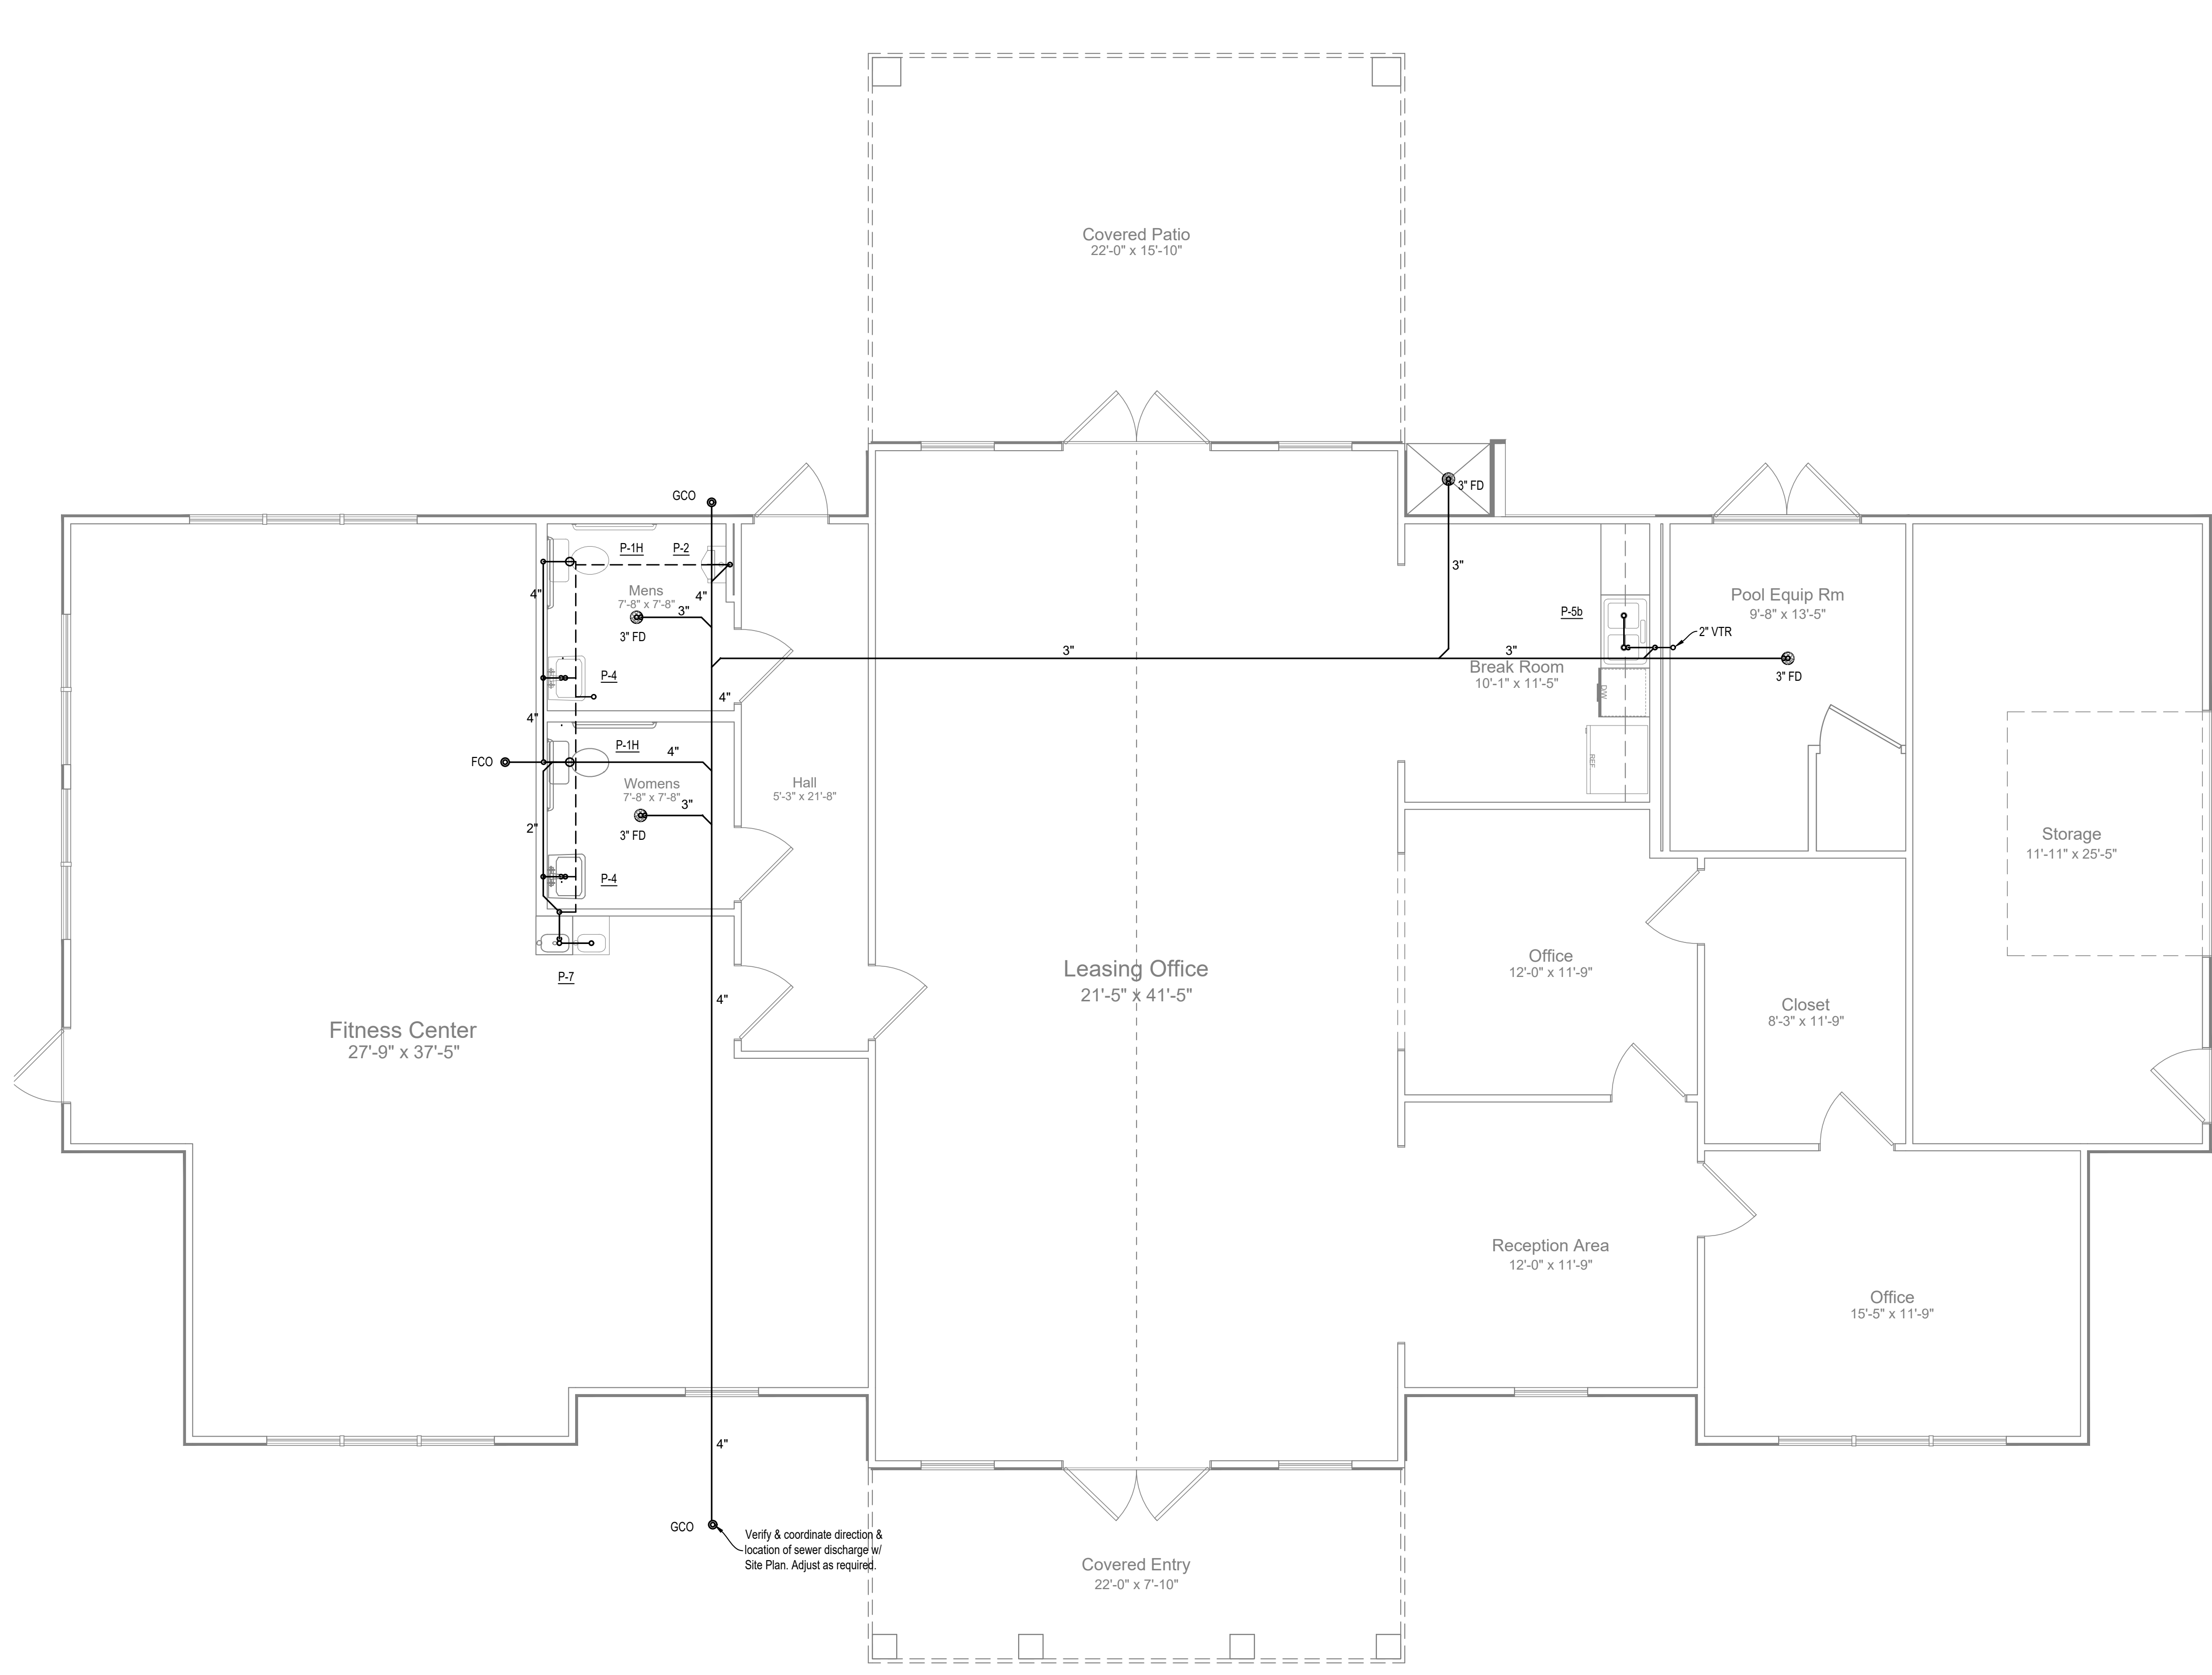 Covered Patio
22'-0" x 15'-10"
GCO
3" FD
P-1H
P-2
4"
Mens
7'-8" x 7'-8"
4"
3"
3" FD
3"
P-5b
Pool Equip Rm
9'-8" x 13'-5"
2" VTR
3"
3"
3" FD
Break Room
10'-1" x 11'-5"
DW
REF
P-4
4"
4"
P-1H
4"
FCO
Womens
7'-8" x 7'-8"
3"
2"
3" FD
P-4
Hall
5'-3" x 21'-8"
Storage
11'-11" x 25'-5"
P-7
4"
Leasing Office
21'-5" x 41'-5"
Office
12'-0" x 11'-9"
Closet
8'-3" x 11'-9"
Fitness Center
27'-9" x 37'-5"
Reception Area
12'-0" x 11'-9"
Office
15'-5" x 11'-9"
4"
GCO
Verify & coordinate direction &
location of sewer discharge w/
Site Plan. Adjust as required.
Covered Entry
22'-0" x 7'-10"